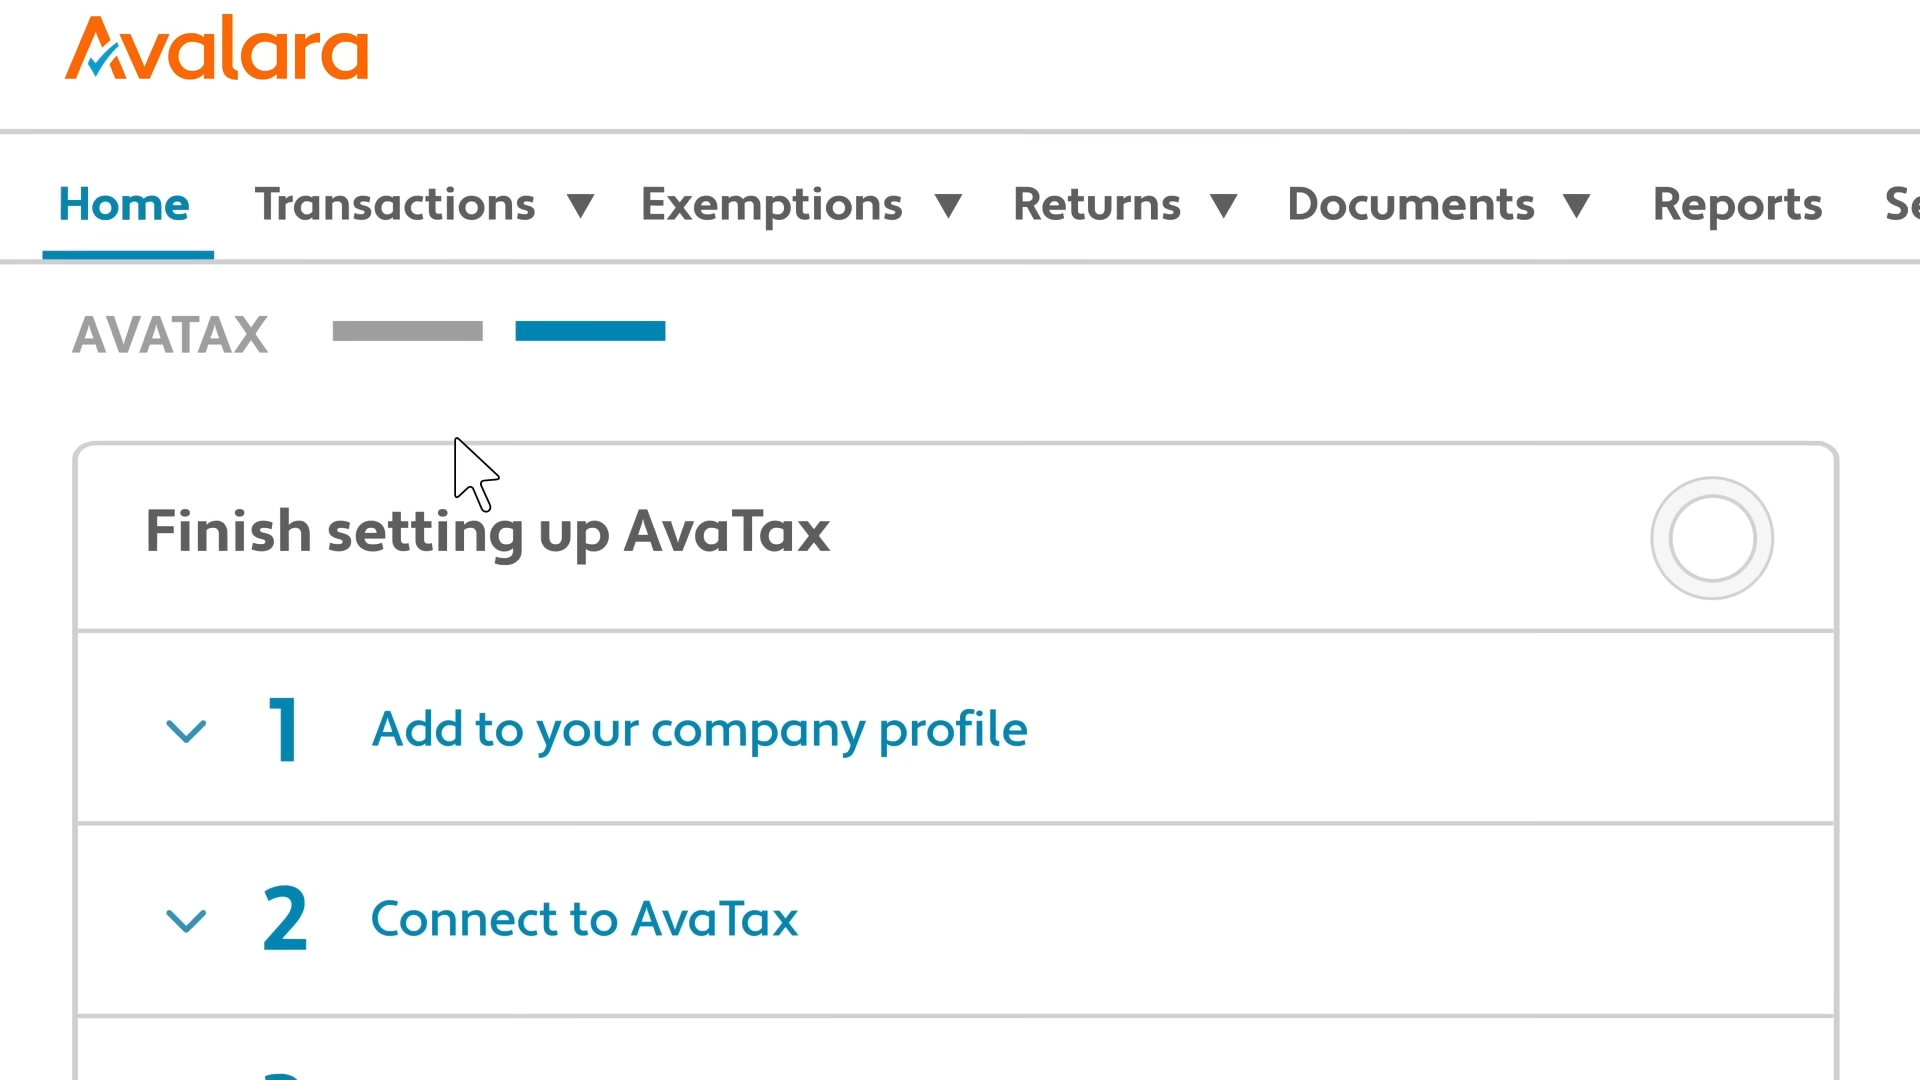 Avalara
Home Transactions Exemptions Returns Documents Reports
AVATAX
Finish setting up AvaTax
1 Add to your company profile
2 Connect to AvaTax